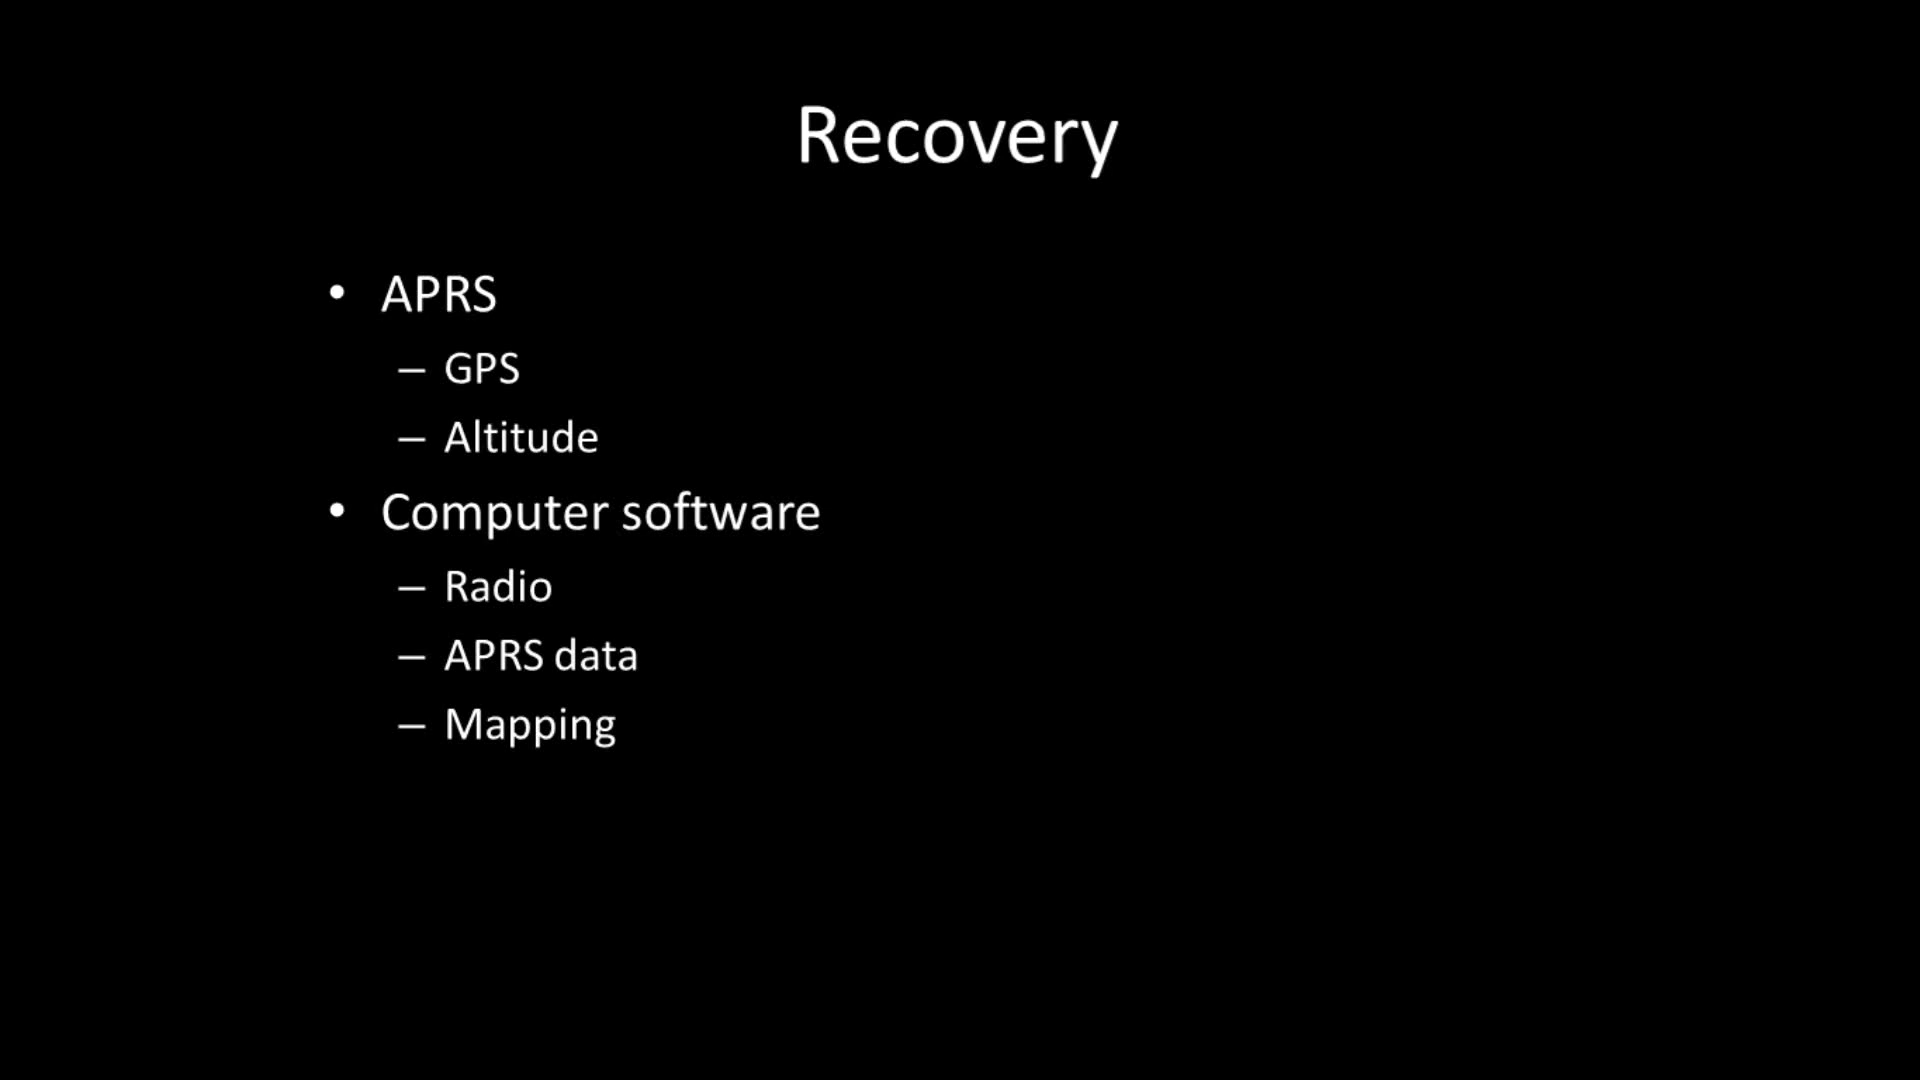 Recovery
• APRS
– GPS
– Altitude
• Computer software
– Radio
– APRS data
– Mapping